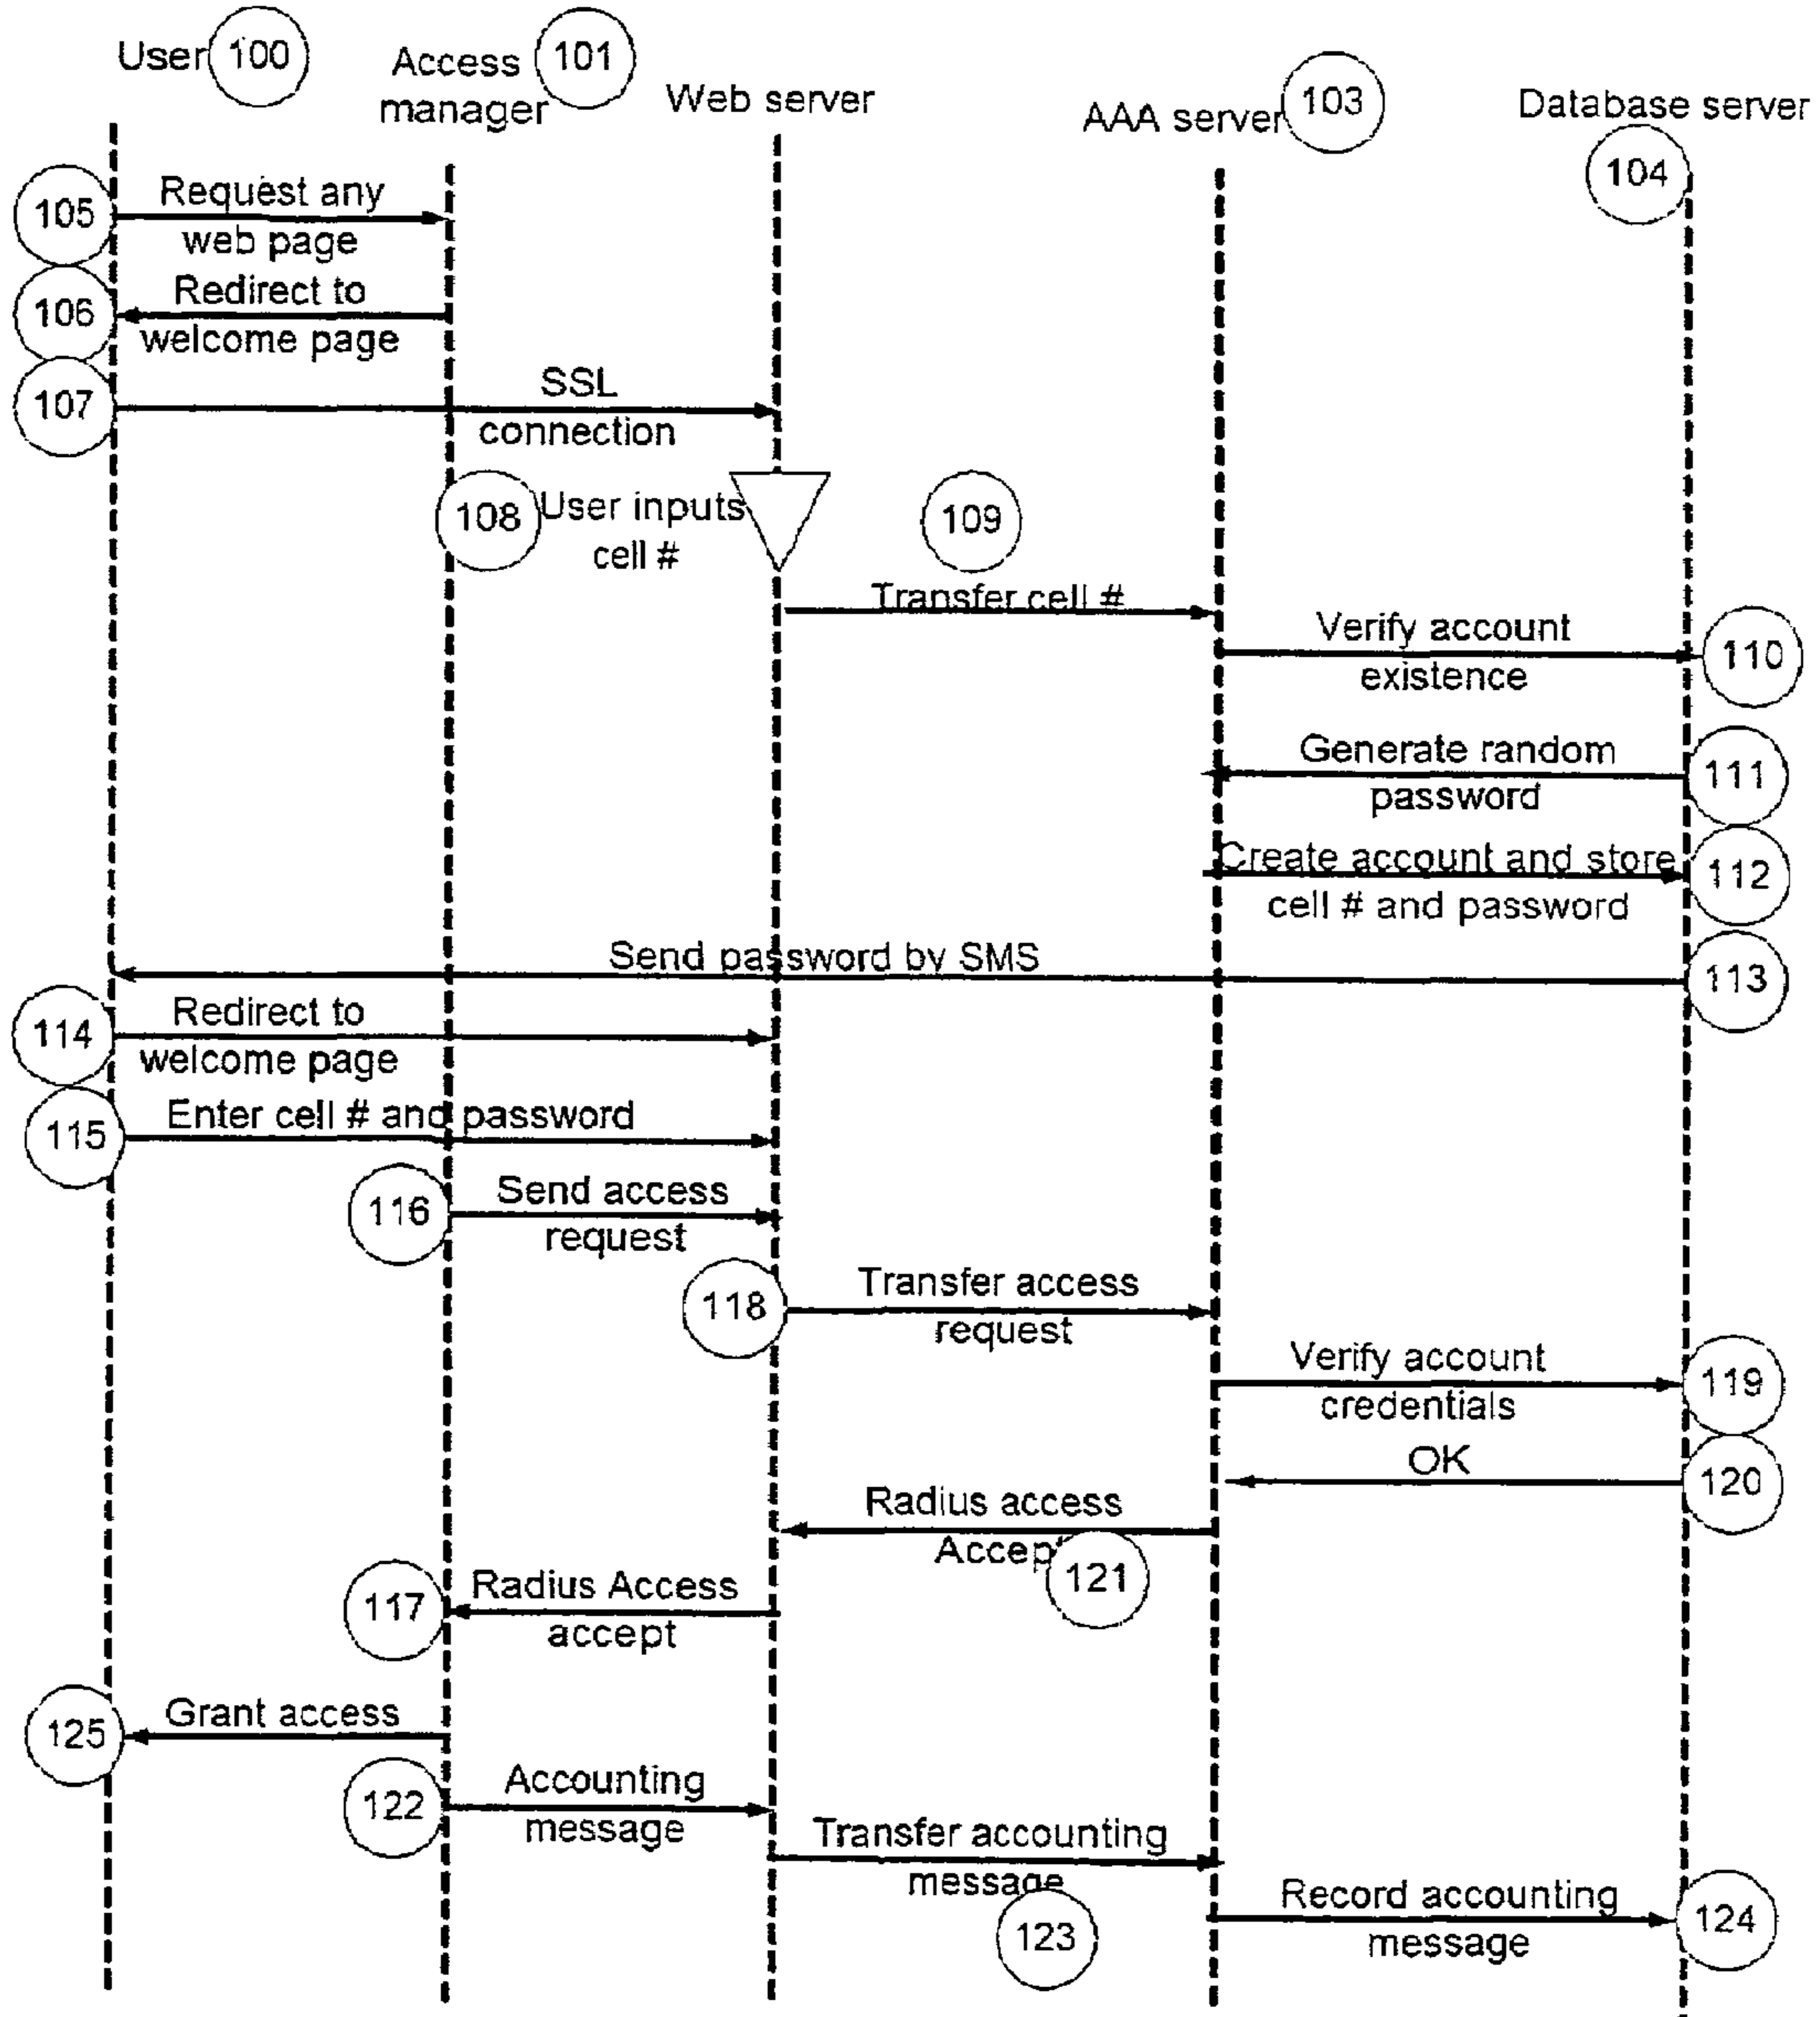 User 100
Access 101
manager
Web server
AAA server 103
Database server
104
105 Request any
web page
106 Redirect to
welcome page
107 SSL
connection
108 User inputs
cell #
109
Transfer cell #
Verify account
existence 110
Generate random
password 111
Create account and store
cell # and password 112
Send password by SMS 113
114 Redirect to
welcome page
115 Enter cell # and password
116 Send access
request
118 Transfer access
request
Verify account
credentials 119
OK 120
Radius access
Accept 121
117 Radius Access
accept
125 Grant access
122 Accounting
message
Transfer accounting
message
123
Record accounting
message 124